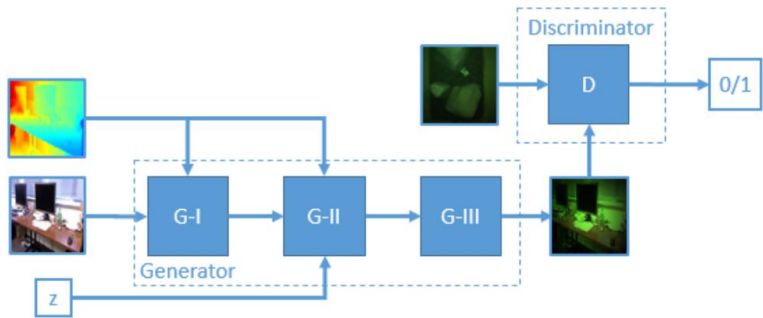 Discriminator
D
0/1
G-I
G-II
G-III
Generator
z